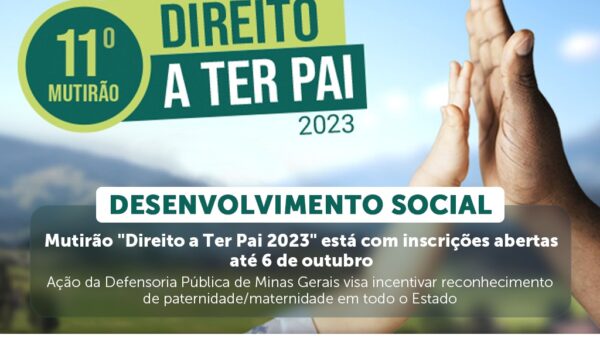 11º
MUTIRÃO
DIREITO
A TER PAI
2023
DESENVOLVIMENTO SOCIAL
Mutirão "Direito a Ter Pai 2023" está com inscrições abertas
até 6 de outubro
Ação da Defensoria Pública de Minas Gerais visa incentivar reconhecimento
de paternidade/maternidade em todo o Estado